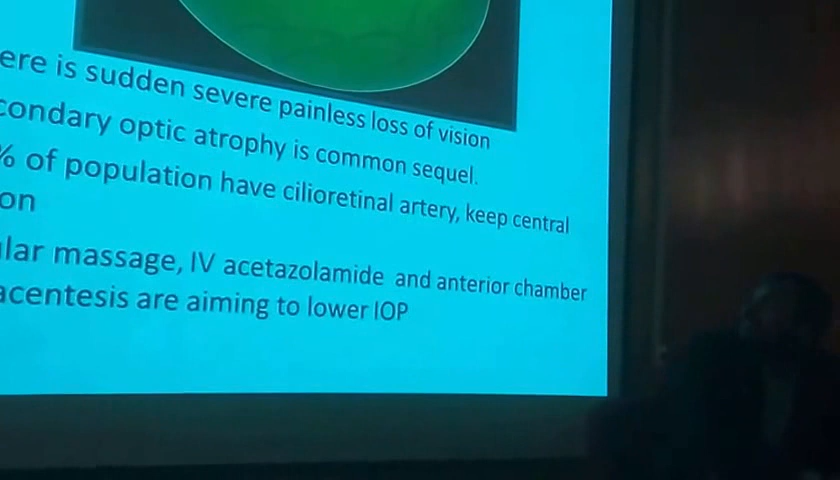 ere is sudden severe painless loss of vision
condary optic atrophy is common sequel.
% of population have cilioretinal artery, keep central
on
lar massage, IV acetazolamide and anterior chamber
acentesis are aiming to lower IOP